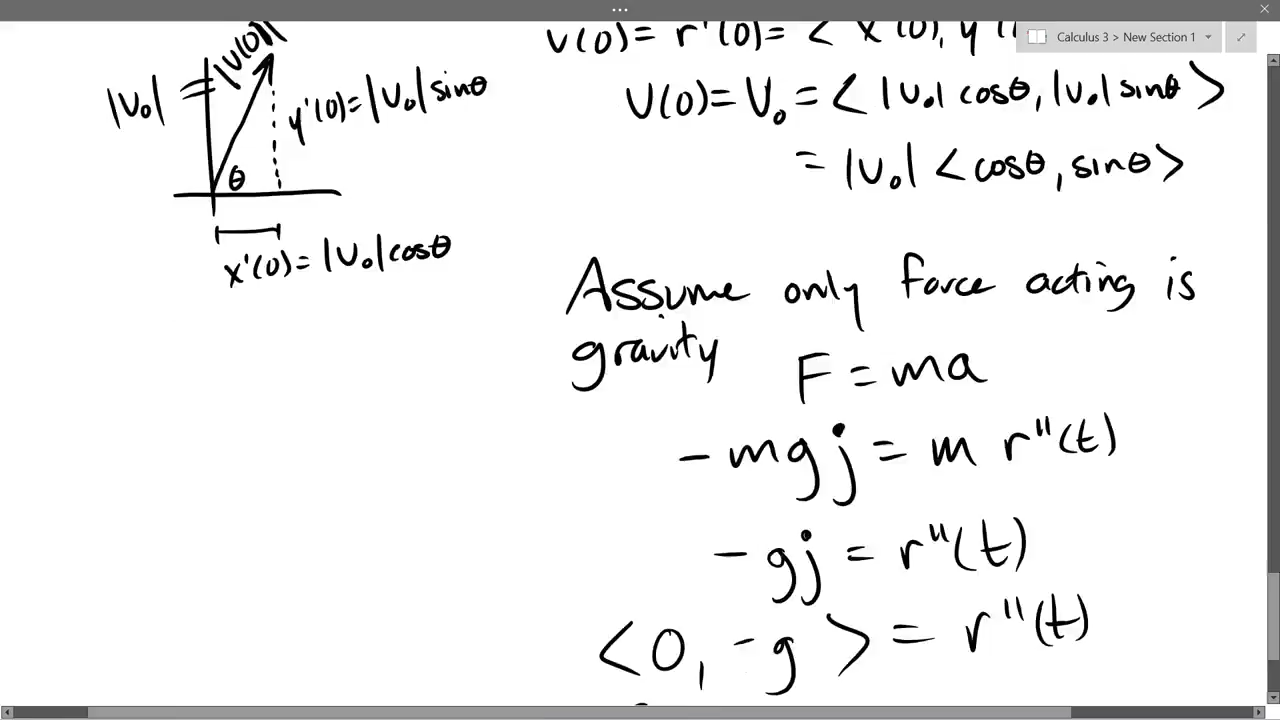 |V(0)|
|V₀|
y'(0)=|V₀|sinθ
θ
x'(0)=|V₀|cosθ
V(0)= r'(0)= < x'(0), y'(
Calculus 3 > New Section 1
V(0)= V₀ = < |V₀| cosθ, |V₀| sinθ >
= |V₀| < cosθ, sinθ >
Assume only force acting is
gravity
F = ma
- mgj = m r''(t)
- gj = r''(t)
< 0, -g > = r''(t)